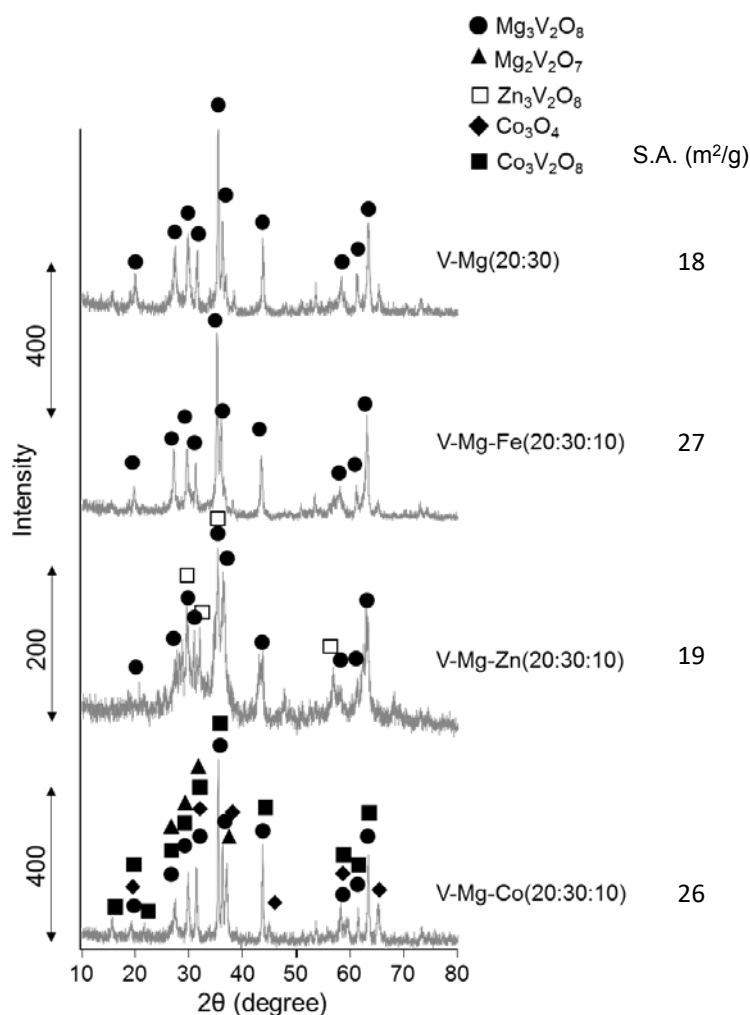 Mg₃V₂O₈
Mg₂V₂O₇
Zn₃V₂O₈
Co₃O₄
Co₃V₂O₈
S.A. (m²/g)
V-Mg(20:30) 18
400
V-Mg-Fe(20:30:10) 27
Intensity
V-Mg-Zn(20:30:10) 19
200
V-Mg-Co(20:30:10) 26
400
10 20 30 40 50 60 70 80
2θ (degree)